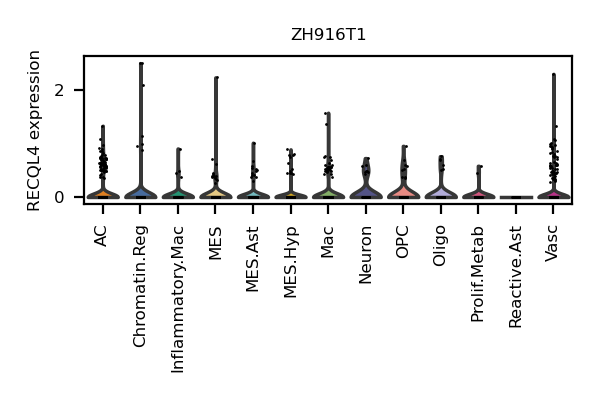 ZH916T1
RECQL4 expression
2
0
AC
Chromatin.Reg
Inflammatory.Mac
MES
MES.Ast
MES.Hyp
Mac
Neuron
OPC
Oligo
Prolif.Metab
Reactive.Ast
Vasc